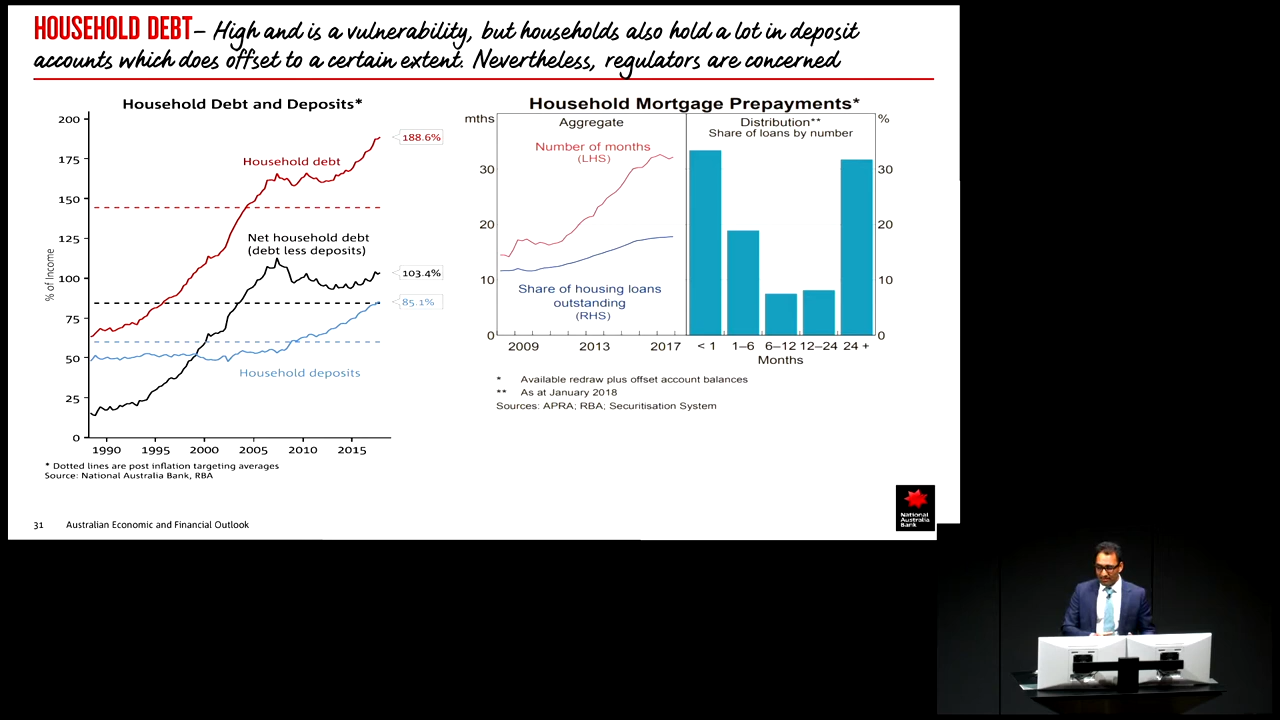 HOUSEHOLD DEBT– High and is a vulnerability, but households also hold a lot in deposit
accounts which does offset to a certain extent. Nevertheless, regulators are concerned
Household Debt and Deposits*
200
175
150
125
100
75
50
25
0
% of Income
188.6%
Household debt
Net household debt
(debt less deposits)
103.4%
85.1%
Household deposits
1990 1995 2000 2005 2010 2015
* Dotted lines are post inflation targeting averages
Source: National Australia Bank, RBA
Household Mortgage Prepayments*
mths
Aggregate
Distribution**
Share of loans by number
%
Number of months
(LHS)
30
20
10
0
Share of housing loans
outstanding
(RHS)
30
20
10
0
2009 2013 2017
< 1 1–6 6–12 12–24 24 +
Months
* Available redraw plus offset account balances
** As at January 2018
Sources: APRA; RBA; Securitisation System
31 Australian Economic and Financial Outlook
National
Australia
Bank